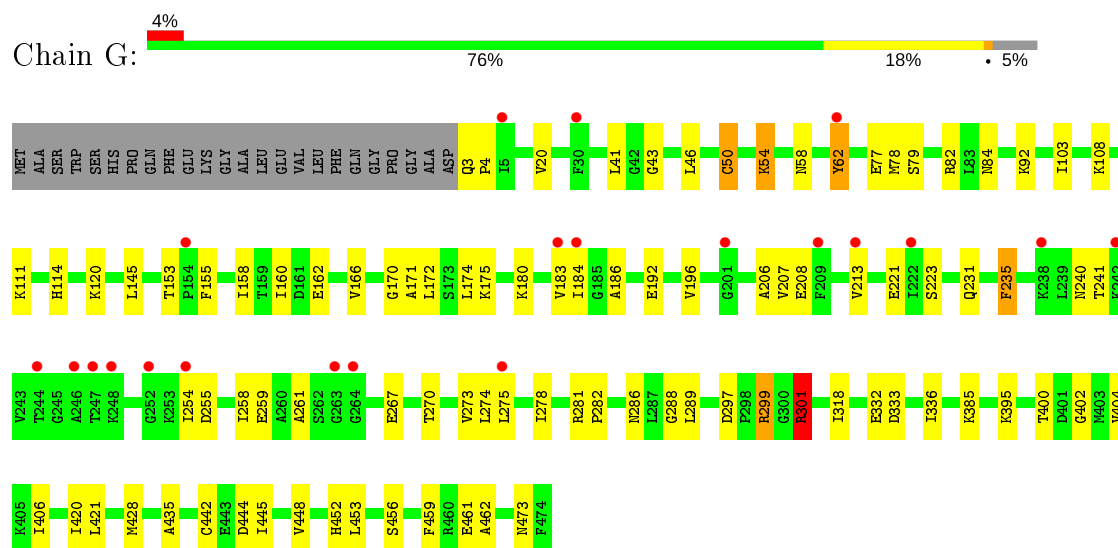 4%
Chain G:
76% 18% • 5%
MET ALA SER TRP SER HIS PRO GLN PHE GLU LYS GLY ALA LEU GLU VAL LEU PHE GLN GLY PRO GLY ALA ASP Q3 P4 I5 V20 F30 L41 G42 G43 L46 C50 K54 N58 Y62 E77 M78 S79 R82 L83 N84 K92 I103 K108
K111 H114 K120 L145 T153 P154 F155 I158 T159 I160 D161 E162 V166 G170 A171 L172 S173 L174 K175 K180 V183 I184 G185 A186 E192 V196 G201 A206 V207 E208 F209 V213 E221 I222 S223 Q231 F235 K238 L239 N240 T241 K242
V243 T244 G245 A246 T247 K248 G252 K253 I254 D255 I258 E259 A260 A261 S262 G263 G264 E267 T270 V273 L274 L275 I278 R281 P282 N286 L287 G288 L289 D297 P298 R299 G300 R301 I318 E332 D333 I336 K385 K395 T400 D401 G402 M403 V404
K405 I406 I420 L421 M428 A435 C442 E443 D444 I445 V448 H452 L453 S456 F459 R460 E461 A462 N473 F474